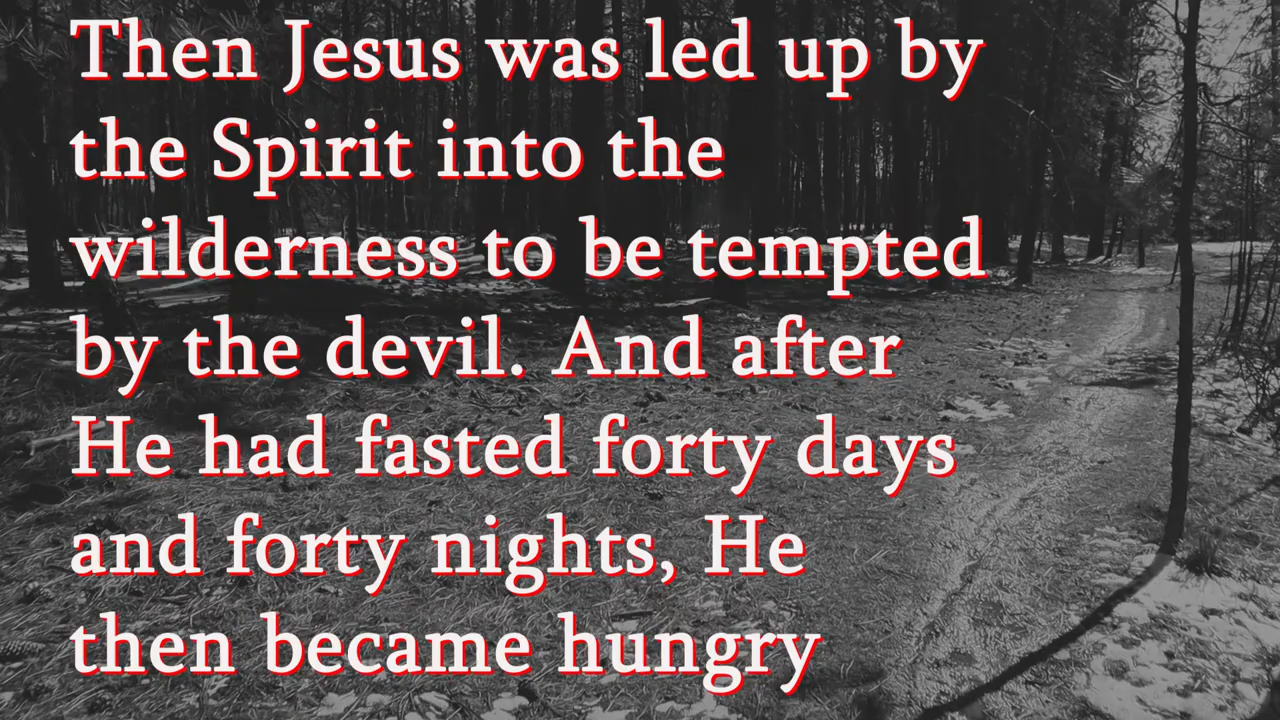 Then Jesus was led up by
the Spirit into the
wilderness to be tempted
by the devil. And after
He had fasted forty days
and forty nights, He
then became hungry